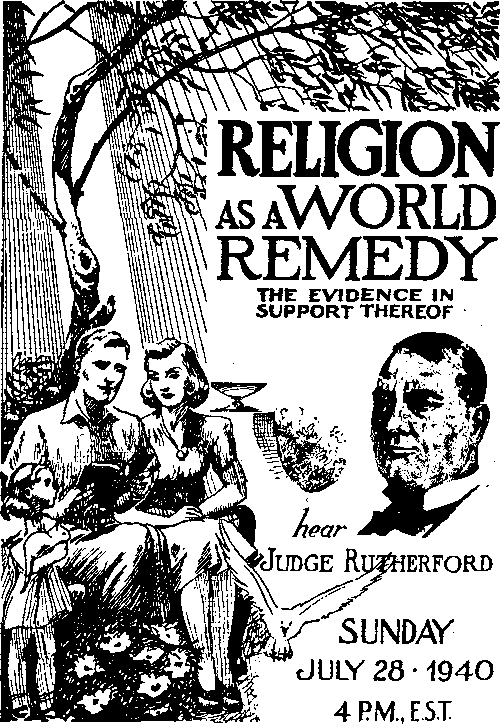 RELIGION
AS A WORLD
REMEDY
THE EVIDENCE IN
SUPPORT THEREOF
hear
JUDGE RUTHERFORD
SUNDAY
JULY 28 · 1940
4 P.M., E.S.T.